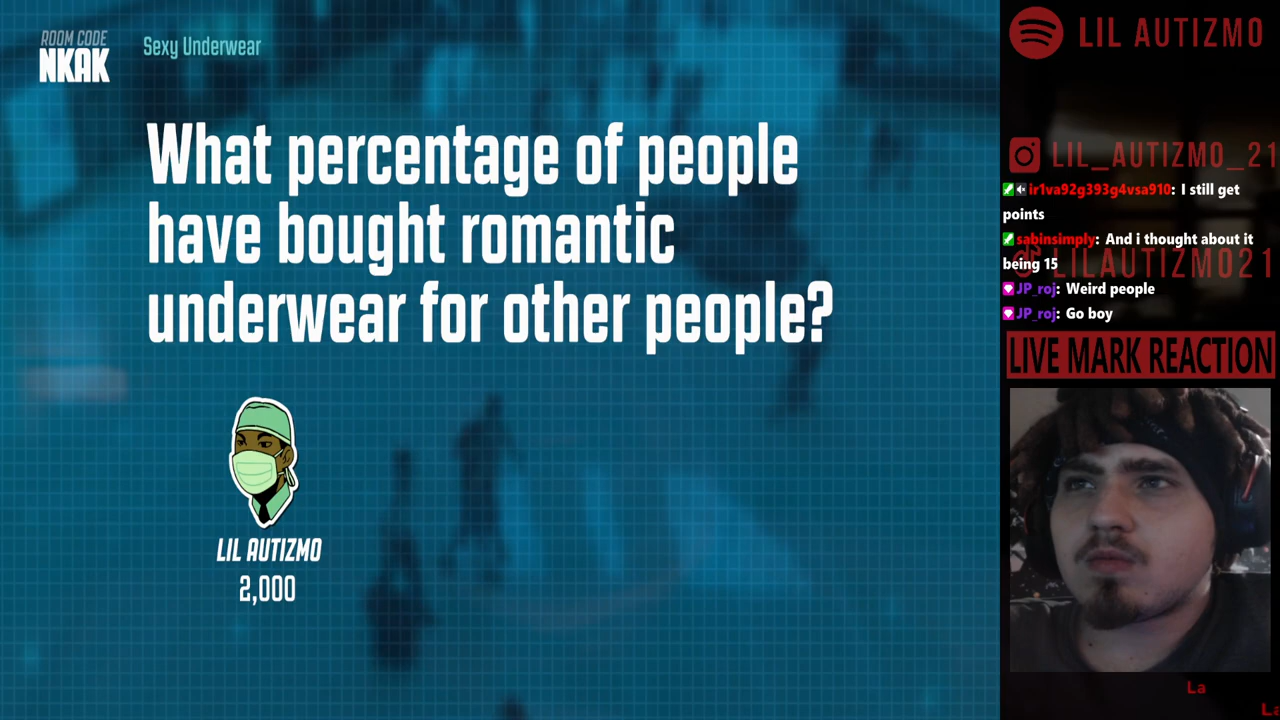 ROOM CODE
NKAK
Sexy Underwear
What percentage of people
have bought romantic
underwear for other people?
LIL AUTIZMO
2,000
LIL AUTIZMO
LIL_AUTIZMO_21
ir1va92g393g4vsa910: I still get
points
sabinsimply: And i thought about it
being 15
LILAUTIZMO21
JP_roj: Weird people
JP_roj: Go boy
LIVE MARK REACTION
La